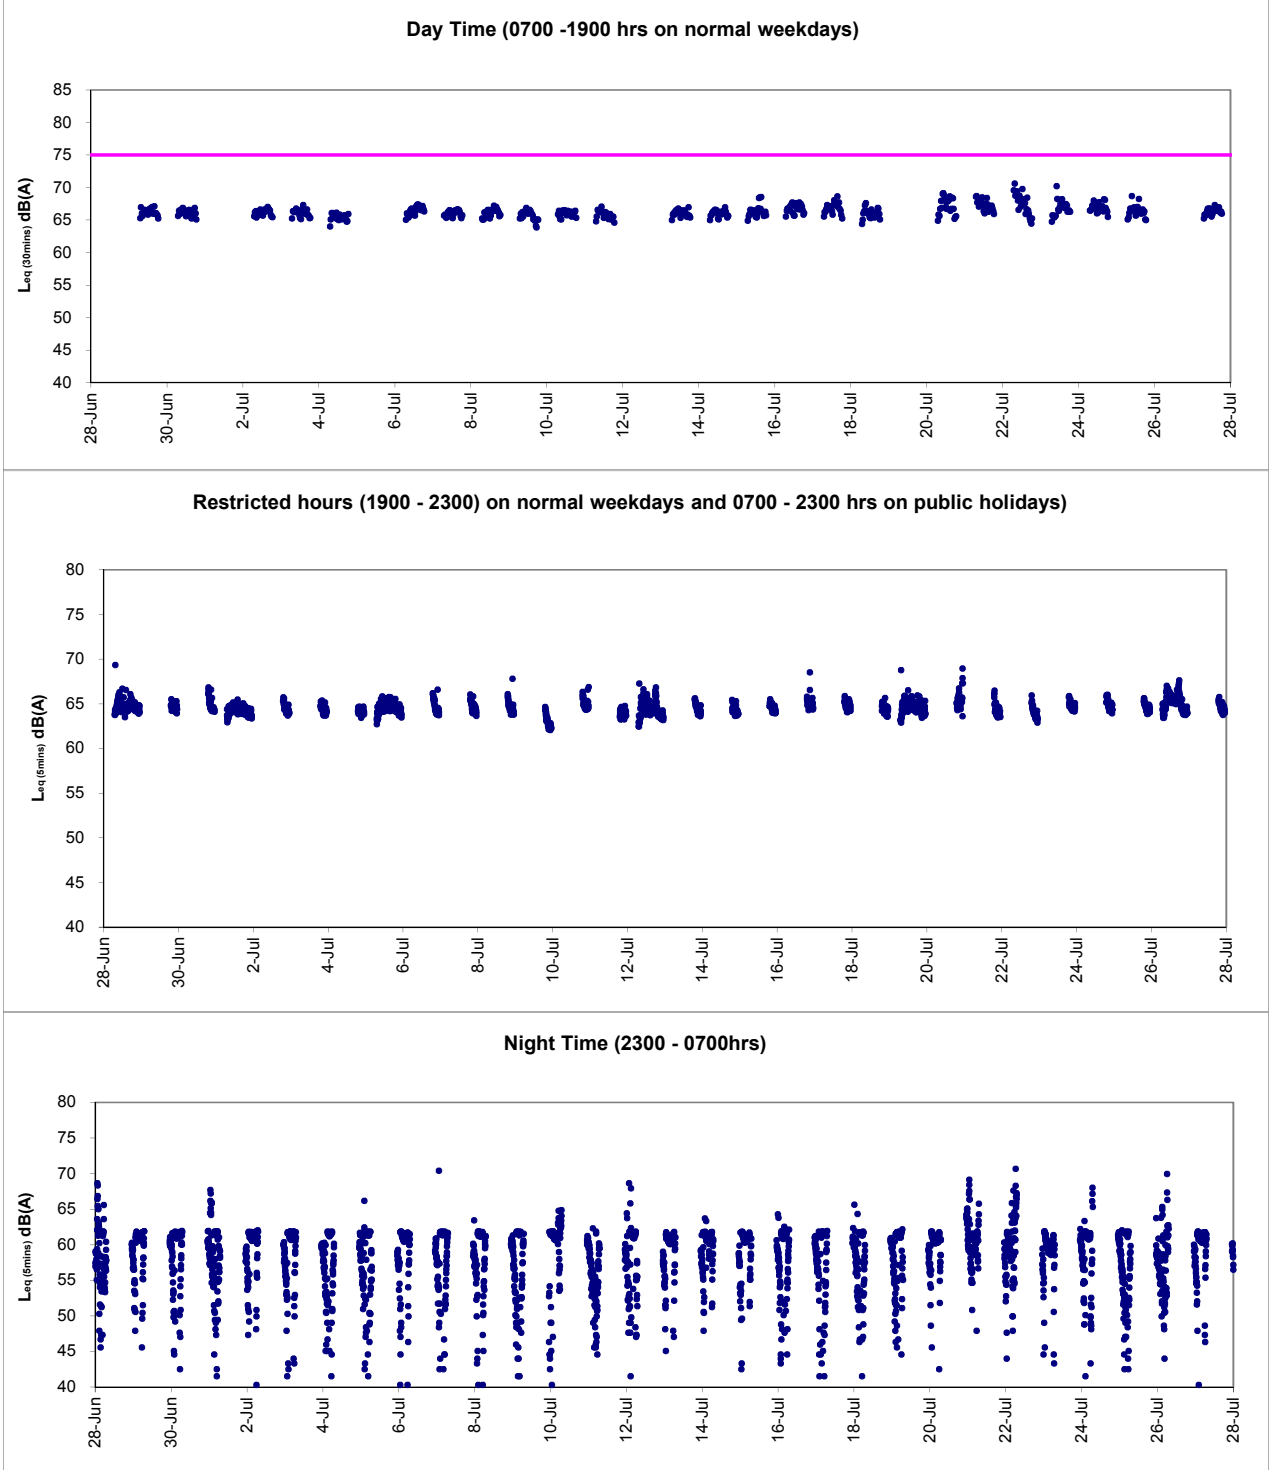 Day Time (0700 -1900 hrs on normal weekdays)
85
80
75
70
65
60
55
50
45
40
Leq (30mins) dB(A)
28-Jun
30-Jun
2-Jul
4-Jul
6-Jul
8-Jul
10-Jul
12-Jul
14-Jul
16-Jul
18-Jul
20-Jul
22-Jul
24-Jul
26-Jul
28-Jul
Restricted hours (1900 - 2300) on normal weekdays and 0700 - 2300 hrs on public holidays)
80
75
70
65
60
55
50
45
40
Leq (5mins) dB(A)
28-Jun
30-Jun
2-Jul
4-Jul
6-Jul
8-Jul
10-Jul
12-Jul
14-Jul
16-Jul
18-Jul
20-Jul
22-Jul
24-Jul
26-Jul
28-Jul
Night Time (2300 - 0700hrs)
80
75
70
65
60
55
50
45
40
Leq (5mins) dB(A)
28-Jun
30-Jun
2-Jul
4-Jul
6-Jul
8-Jul
10-Jul
12-Jul
14-Jul
16-Jul
18-Jul
20-Jul
22-Jul
24-Jul
26-Jul
28-Jul